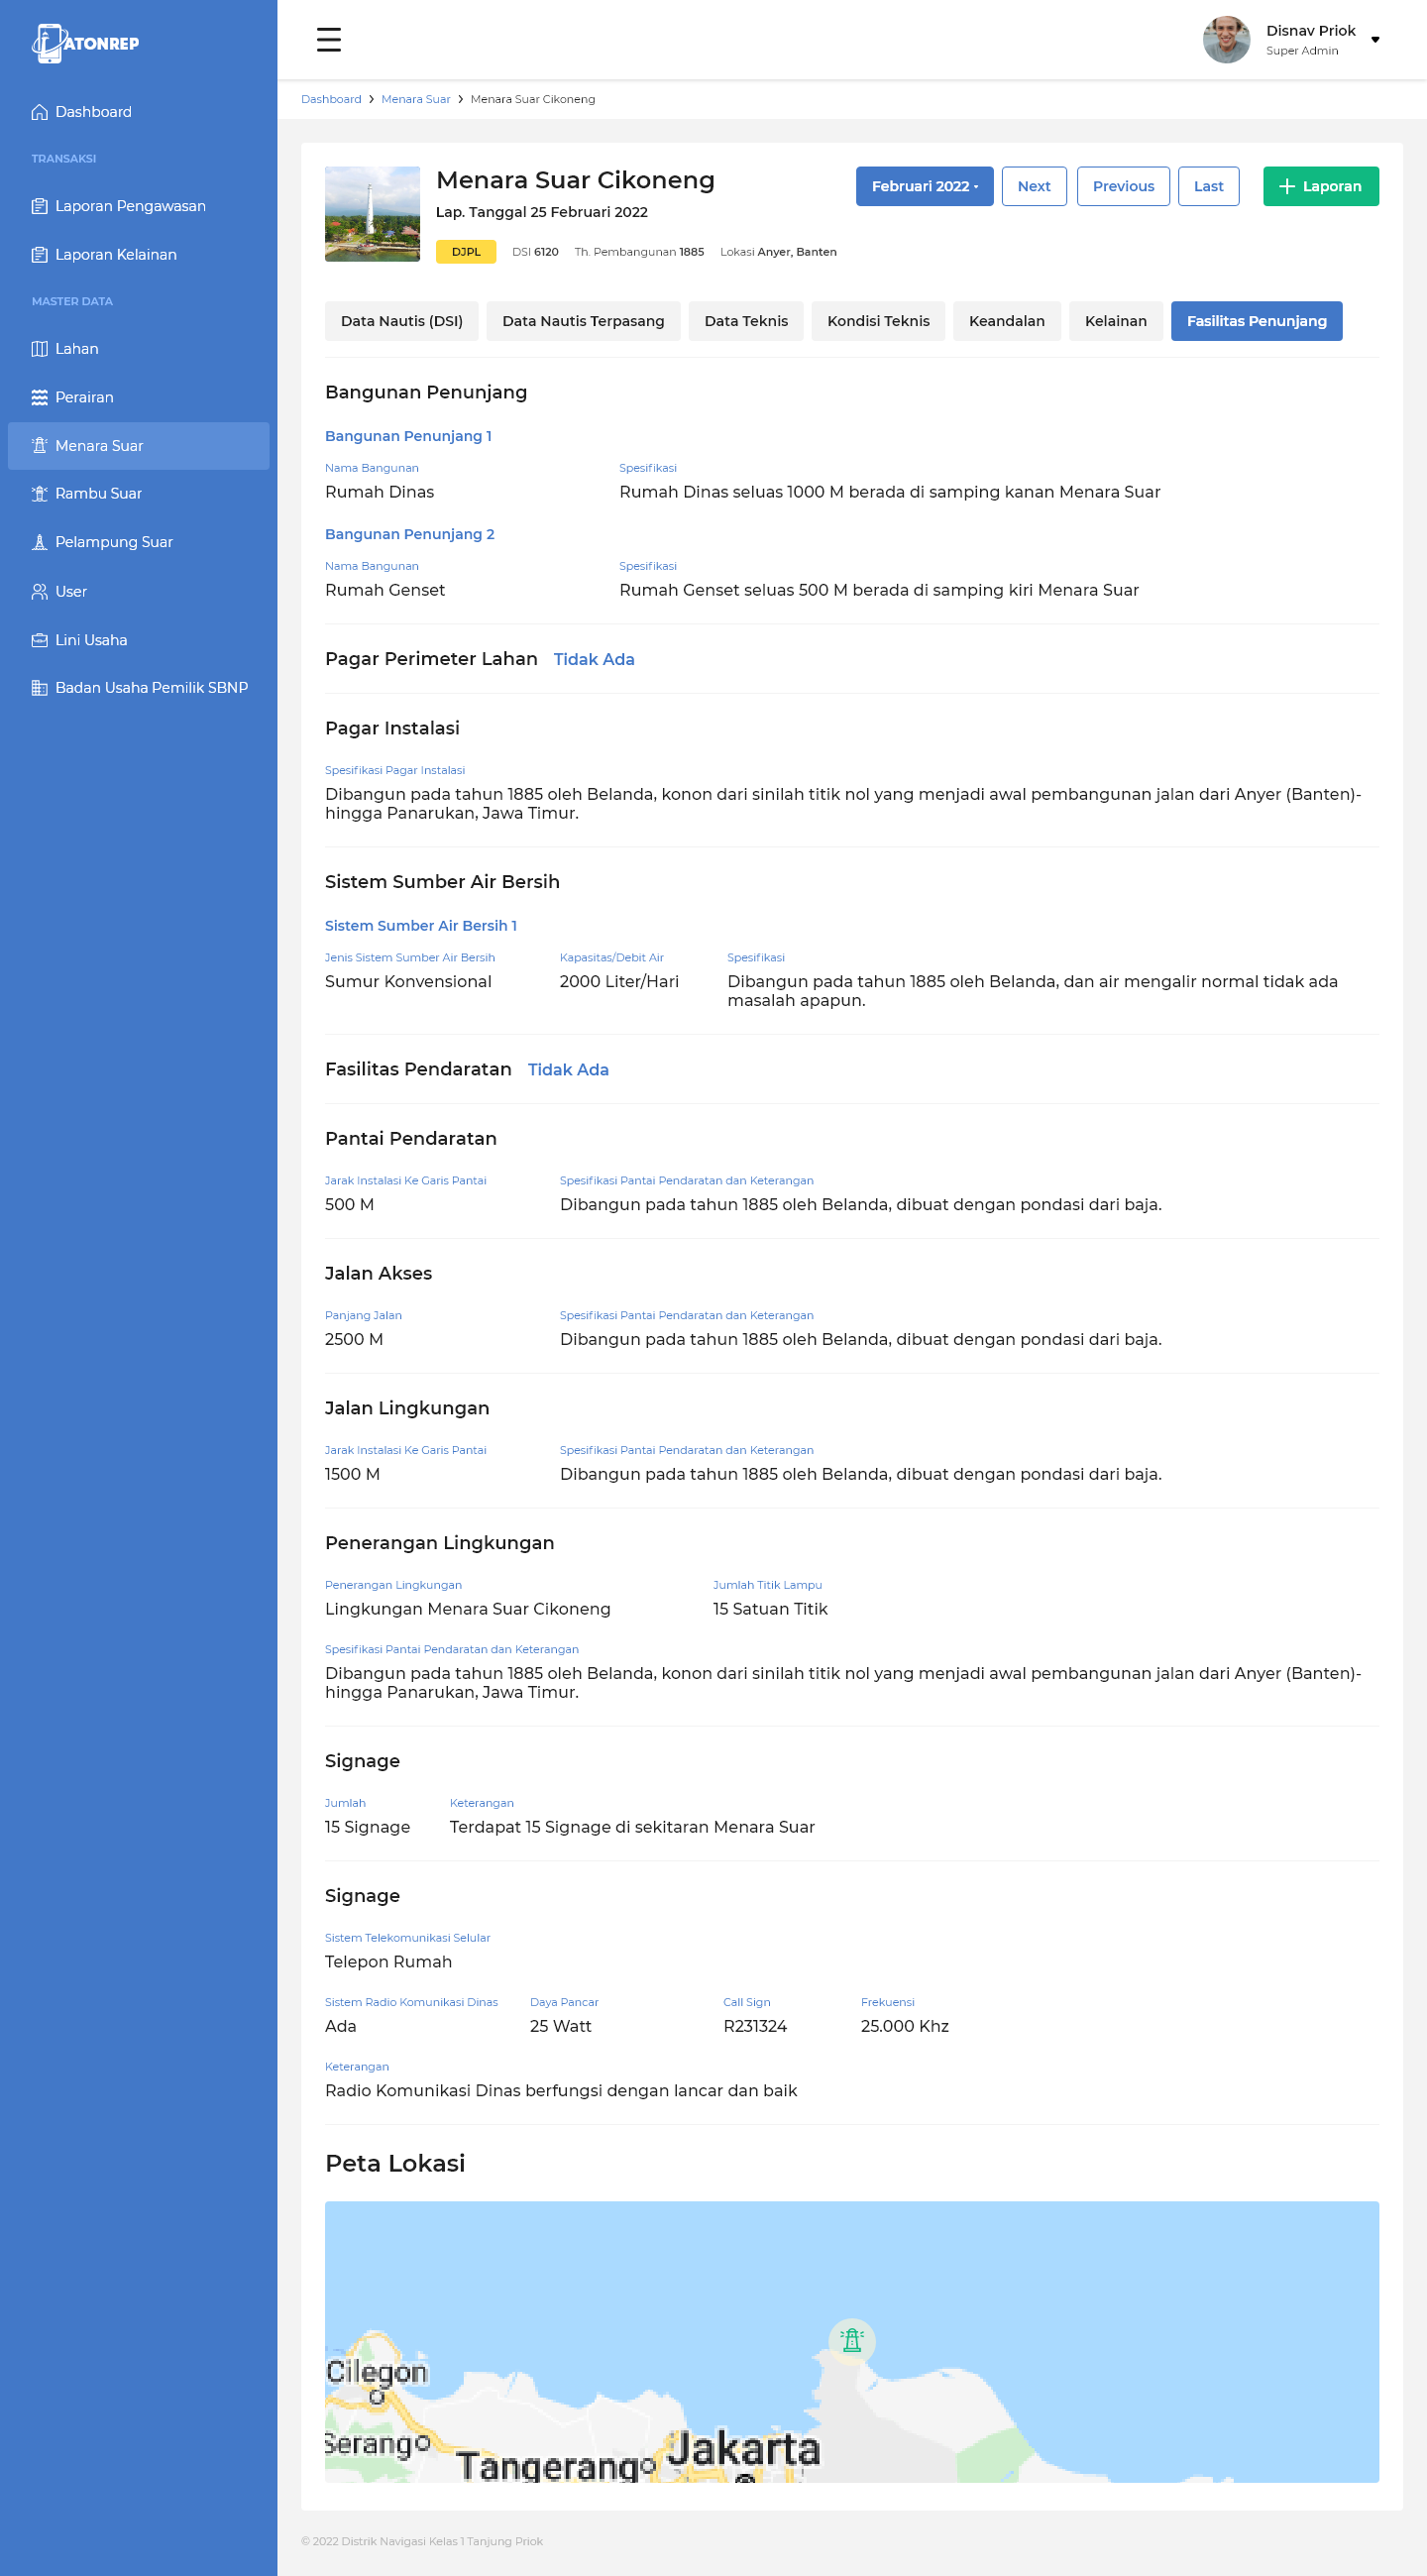 ATONREP
Dashboard
TRANSAKSI
Laporan Pengawasan
Laporan Kelainan
MASTER DATA
Lahan
Perairan
Menara Suar
Rambu Suar
Pelampung Suar
User
Lini Usaha
Badan Usaha Pemilik SBNP
Disnav Priok
Super Admin
Dashboard > Menara Suar > Menara Suar Cikoneng
Menara Suar Cikoneng
Lap. Tanggal 25 Februari 2022
DJPL DSI 6120 Th. Pembangunan 1885 Lokasi Anyer, Banten
Februari 2022 Next Previous Last + Laporan
Data Nautis (DSI) Data Nautis Terpasang Data Teknis Kondisi Teknis Keandalan Kelainan Fasilitas Penunjang
Bangunan Penunjang
Bangunan Penunjang 1
Nama Bangunan Spesifikasi
Rumah Dinas Rumah Dinas seluas 1000 M berada di samping kanan Menara Suar
Bangunan Penunjang 2
Nama Bangunan Spesifikasi
Rumah Genset Rumah Genset seluas 500 M berada di samping kiri Menara Suar
Pagar Perimeter Lahan Tidak Ada
Pagar Instalasi
Spesifikasi Pagar Instalasi
Dibangun pada tahun 1885 oleh Belanda, konon dari sinilah titik nol yang menjadi awal pembangunan jalan dari Anyer (Banten)-
hingga Panarukan, Jawa Timur.
Sistem Sumber Air Bersih
Sistem Sumber Air Bersih 1
Jenis Sistem Sumber Air Bersih Kapasitas/Debit Air Spesifikasi
Sumur Konvensional 2000 Liter/Hari Dibangun pada tahun 1885 oleh Belanda, dan air mengalir normal tidak ada
masalah apapun.
Fasilitas Pendaratan Tidak Ada
Pantai Pendaratan
Jarak Instalasi Ke Garis Pantai Spesifikasi Pantai Pendaratan dan Keterangan
500 M Dibangun pada tahun 1885 oleh Belanda, dibuat dengan pondasi dari baja.
Jalan Akses
Panjang Jalan Spesifikasi Pantai Pendaratan dan Keterangan
2500 M Dibangun pada tahun 1885 oleh Belanda, dibuat dengan pondasi dari baja.
Jalan Lingkungan
Jarak Instalasi Ke Garis Pantai Spesifikasi Pantai Pendaratan dan Keterangan
1500 M Dibangun pada tahun 1885 oleh Belanda, dibuat dengan pondasi dari baja.
Penerangan Lingkungan
Penerangan Lingkungan Jumlah Titik Lampu
Lingkungan Menara Suar Cikoneng 15 Satuan Titik
Spesifikasi Pantai Pendaratan dan Keterangan
Dibangun pada tahun 1885 oleh Belanda, konon dari sinilah titik nol yang menjadi awal pembangunan jalan dari Anyer (Banten)-
hingga Panarukan, Jawa Timur.
Signage
Jumlah Keterangan
15 Signage Terdapat 15 Signage di sekitaran Menara Suar
Signage
Sistem Telekomunikasi Selular
Telepon Rumah
Sistem Radio Komunikasi Dinas Daya Pancar Call Sign Frekuensi
Ada 25 Watt R231324 25.000 Khz
Keterangan
Radio Komunikasi Dinas berfungsi dengan lancar dan baik
Peta Lokasi
Cilegon
Serang
Tangerang
Jakarta
© 2022 Distrik Navigasi Kelas 1 Tanjung Priok